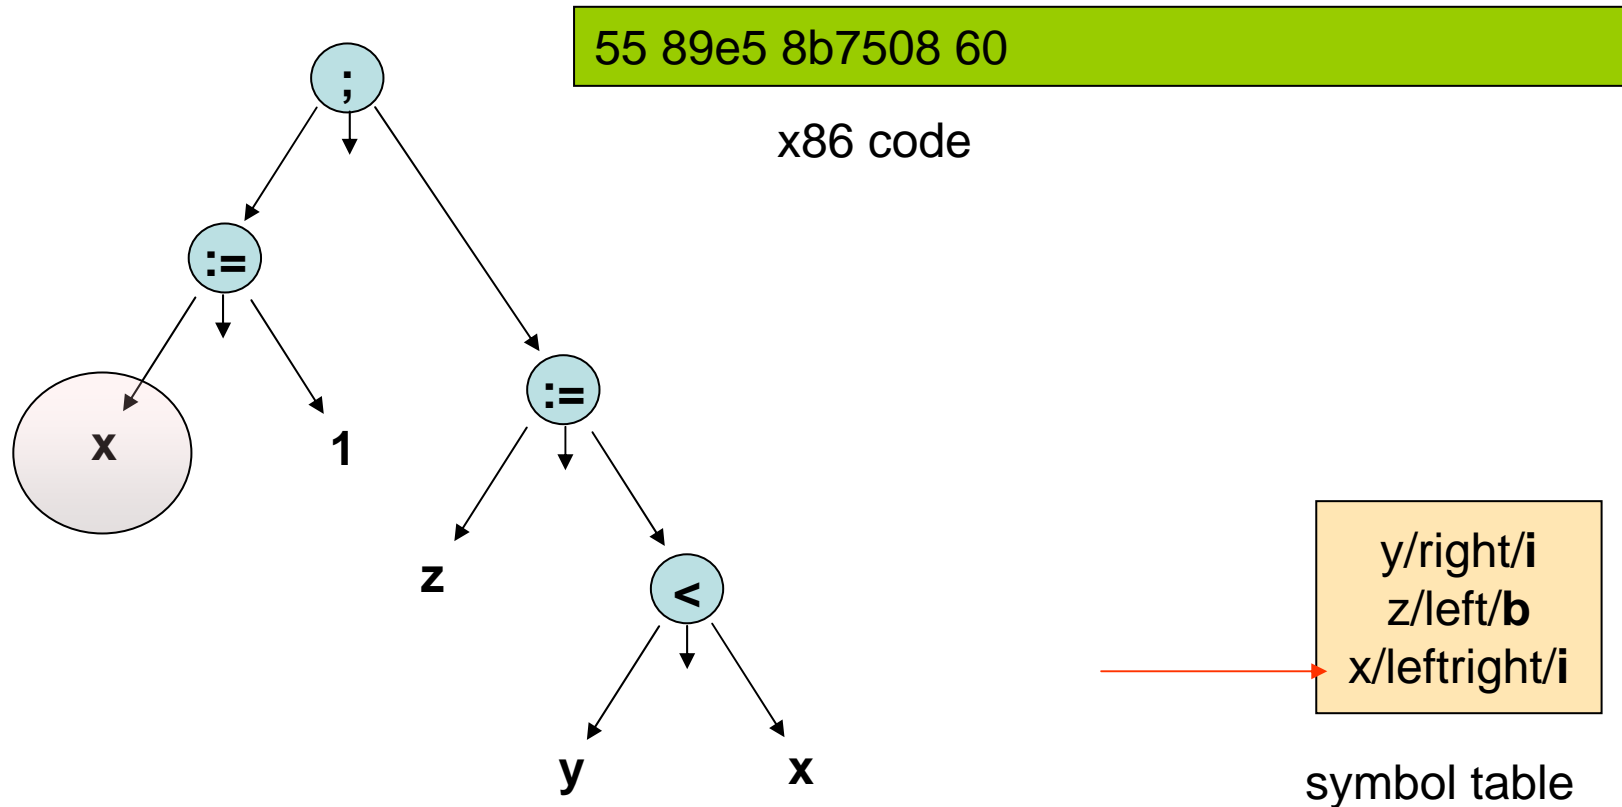 55 89e5 8b7508 60
;
x86 code
:=
:=
x
1
z
<
y/right/i
z/left/b
x/leftright/i
y
x
symbol table